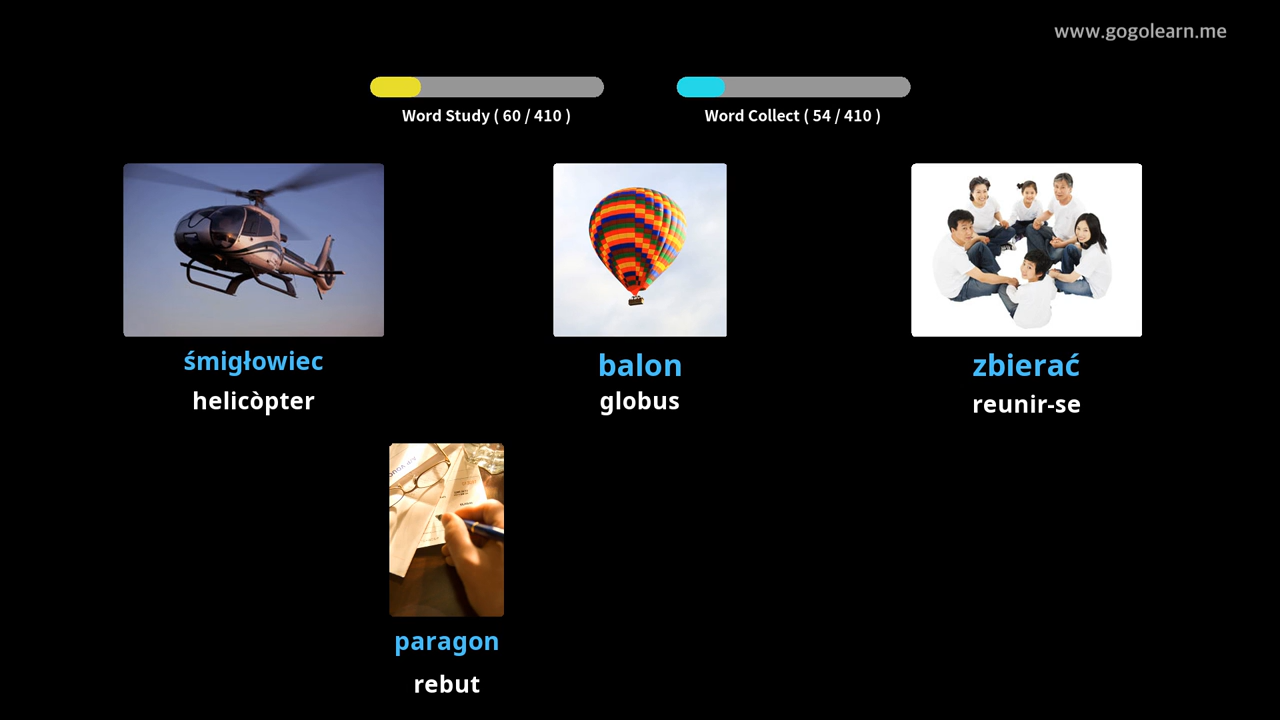 www.gogolearn.me
Word Study ( 60 / 410 )
Word Collect ( 54 / 410 )
śmigłowiec
helicòpter
balon
globus
zbierać
reunir-se
paragon
rebut